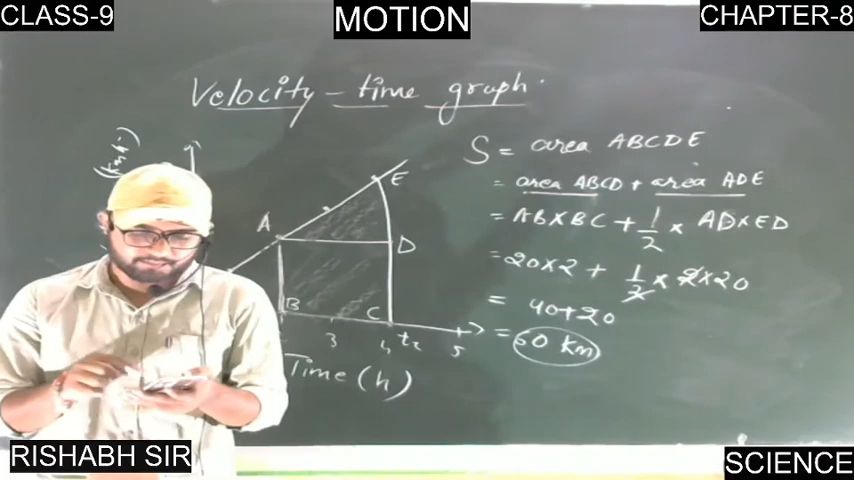 CLASS-9
MOTION
CHAPTER-8
Velocity - time graph
S = area ABCDE
= area ABCD + area ADE
= AB×BC + 1/2 × AD×ED
= 20×2 + 1/2 × 2×20
= 40+20
= 60 km
(km/h)
A
E
D
B
C
3
4
t2
5
Time (h)
RISHABH SIR
SCIENCE